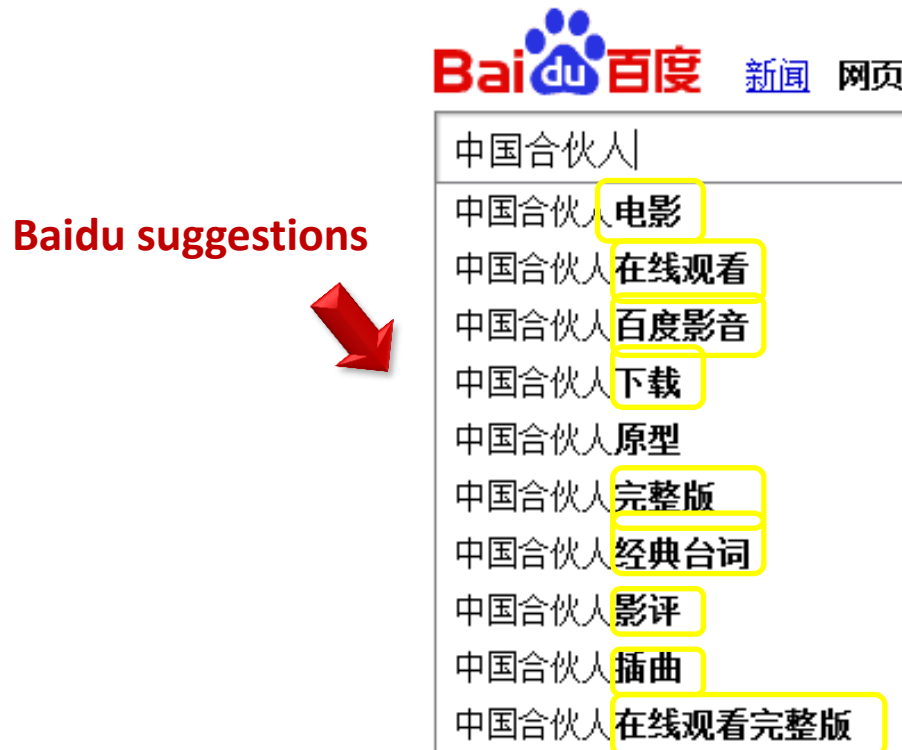 Bai du 百度 新闻 网页
中国合伙人
Baidu suggestions
中国合伙人电影
中国合伙人在线观看
中国合伙人百度影音
中国合伙人下载
中国合伙人原型
中国合伙人完整版
中国合伙人经典台词
中国合伙人影评
中国合伙人插曲
中国合伙人在线观看完整版